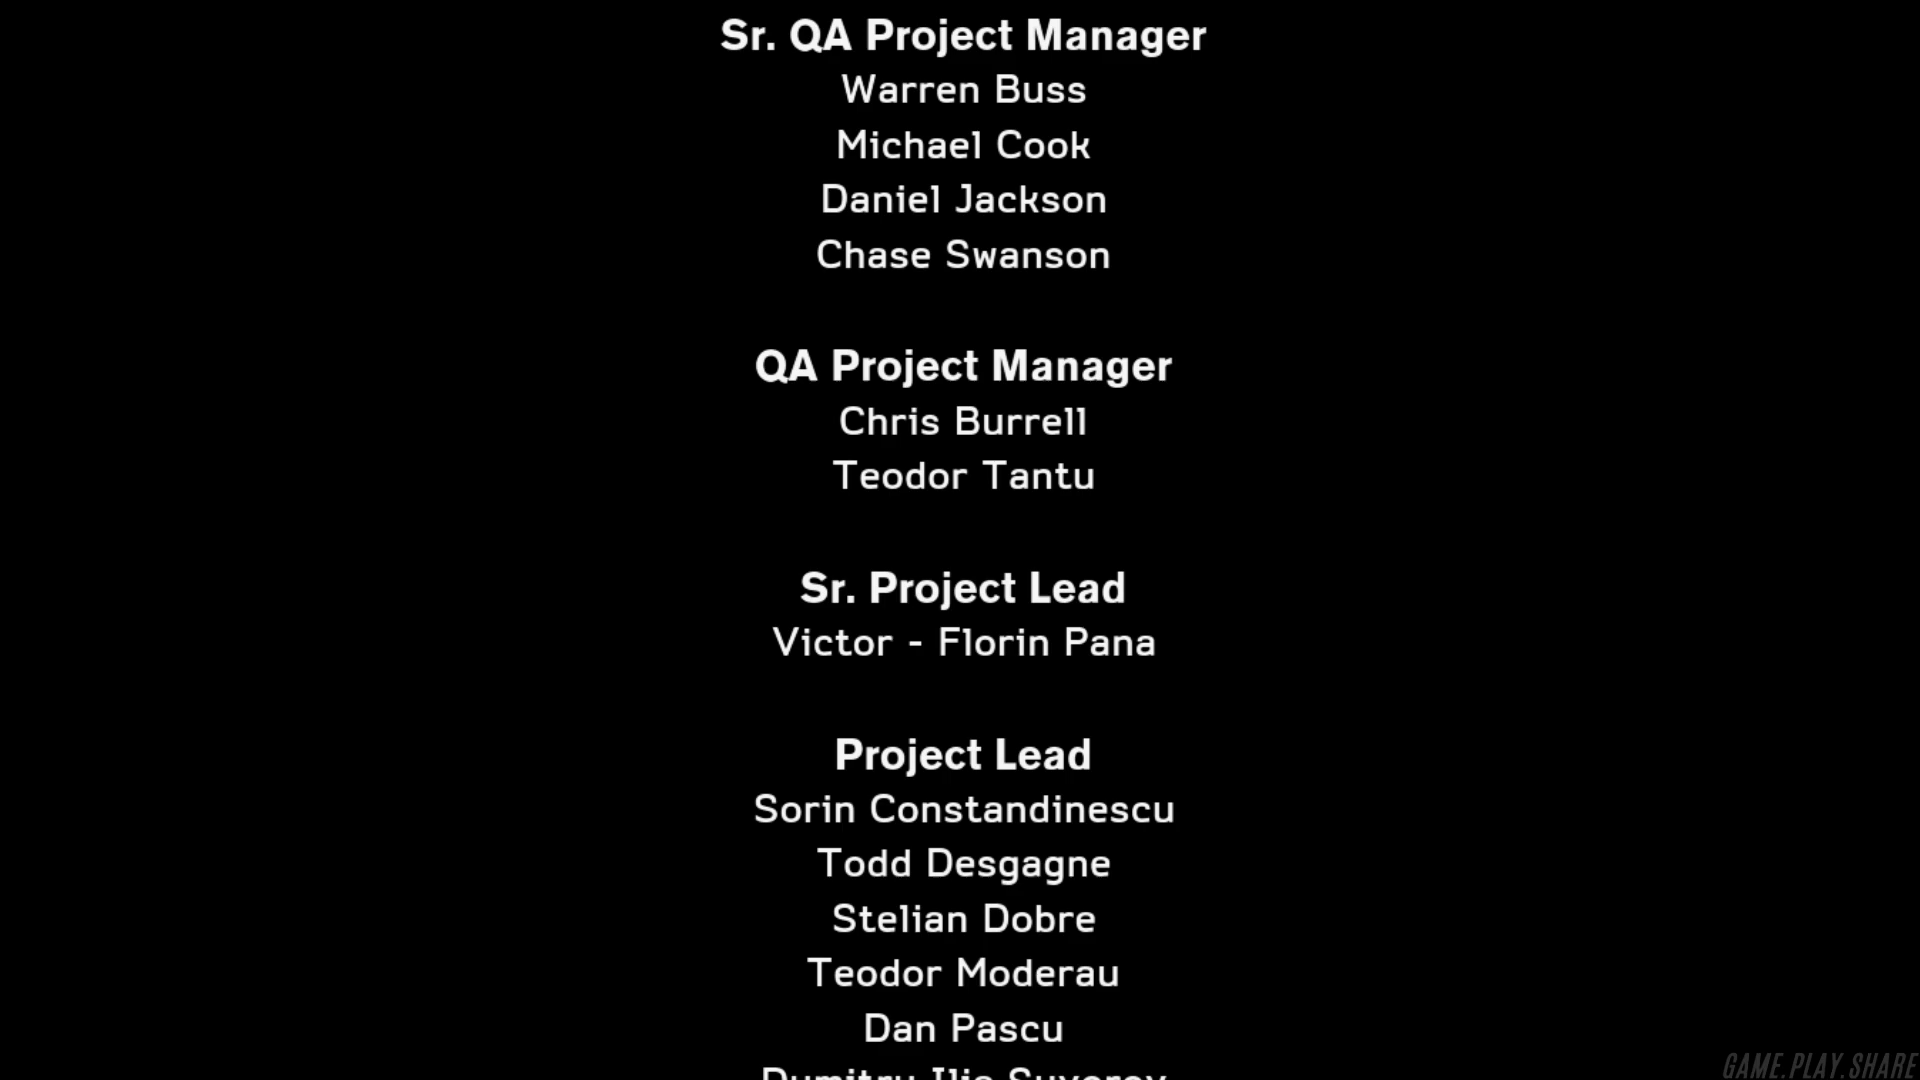 Sr. QA Project Manager
Warren Buss
Michael Cook
Daniel Jackson
Chase Swanson
QA Project Manager
Chris Burrell
Teodor Tantu
Sr. Project Lead
Victor - Florin Pana
Project Lead
Sorin Constandinescu
Todd Desgagne
Stelian Dobre
Teodor Moderau
Dan Pascu
Dumitru Ilie
GAME.PLAY.SHARE